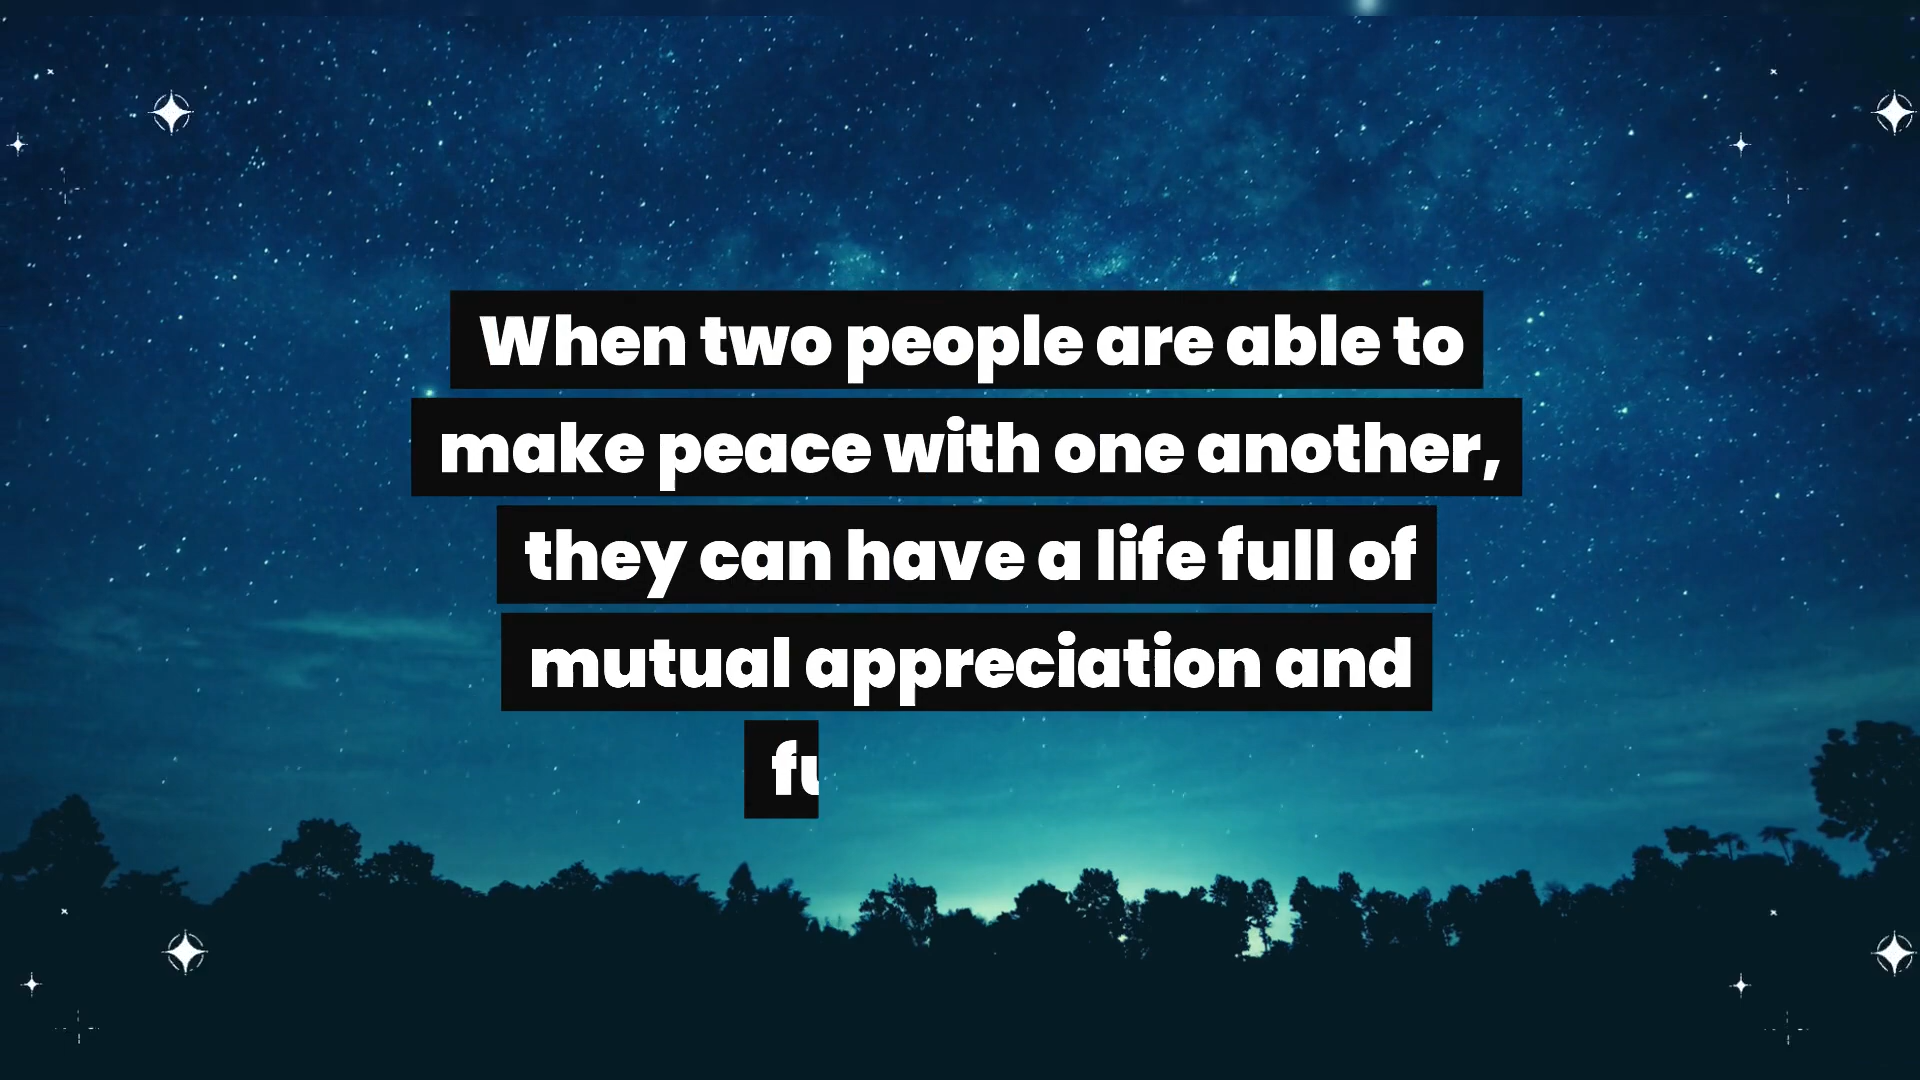 When two people are able to
make peace with one another,
they can have a life full of
mutual appreciation and